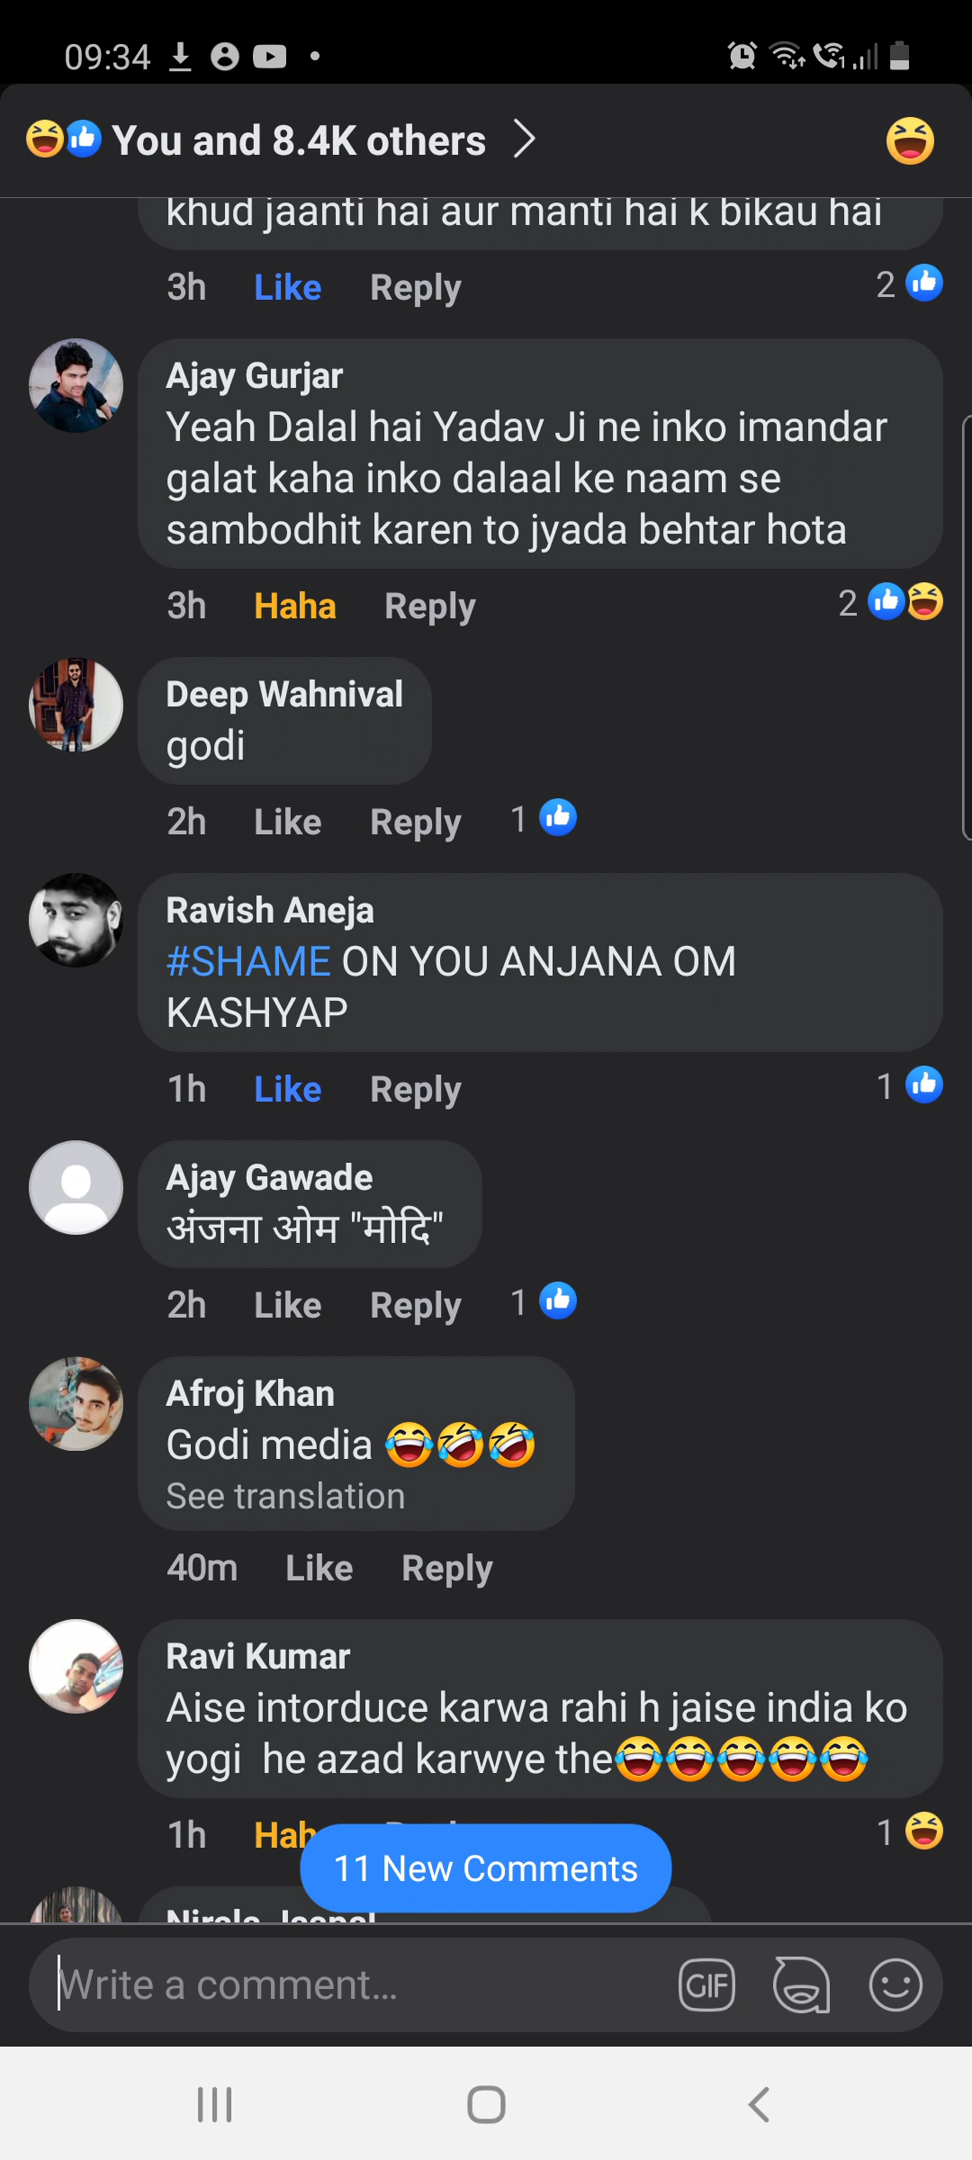 09:34
You and 8.4K others
khud jaanti hai aur manti hai k bikau hai
3h Like Reply 2
Ajay Gurjar
Yeah Dalal hai Yadav Ji ne inko imandar
galat kaha inko dalaal ke naam se
sambodhit karen to jyada behtar hota
3h Haha Reply 2
Deep Wahnival
godi
2h Like Reply 1
Ravish Aneja
#SHAME ON YOU ANJANA OM
KASHYAP
1h Like Reply 1
Ajay Gawade
अंजना ओम "मोदि"
2h Like Reply 1
Afroj Khan
Godi media 😂🤣🤣
See translation
40m Like Reply
Ravi Kumar
Aise intorduce karwa rahi h jaise india ko
yogi  he azad karwye the😂😂😂😂😂
1h Hah 1
11 New Comments
Write a comment...
GIF